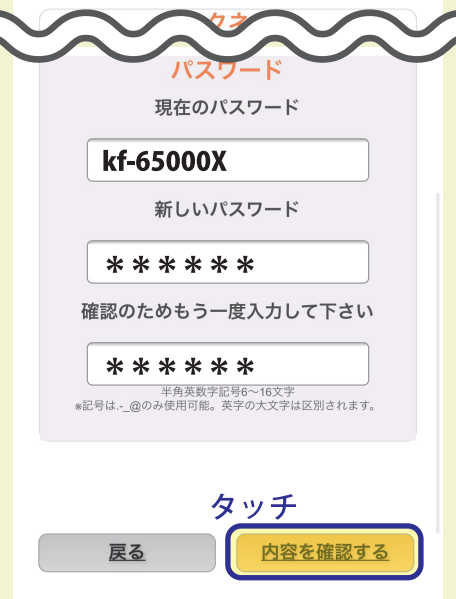 クネ
パスワード
現在のパスワード
kf-65000X
新しいパスワード
******
確認のためもう一度入力して下さい
******
半角英数字記号6〜16文字
※記号は.-_@のみ使用可能。英字の大文字は区別されます。
タッチ
戻る
内容を確認する